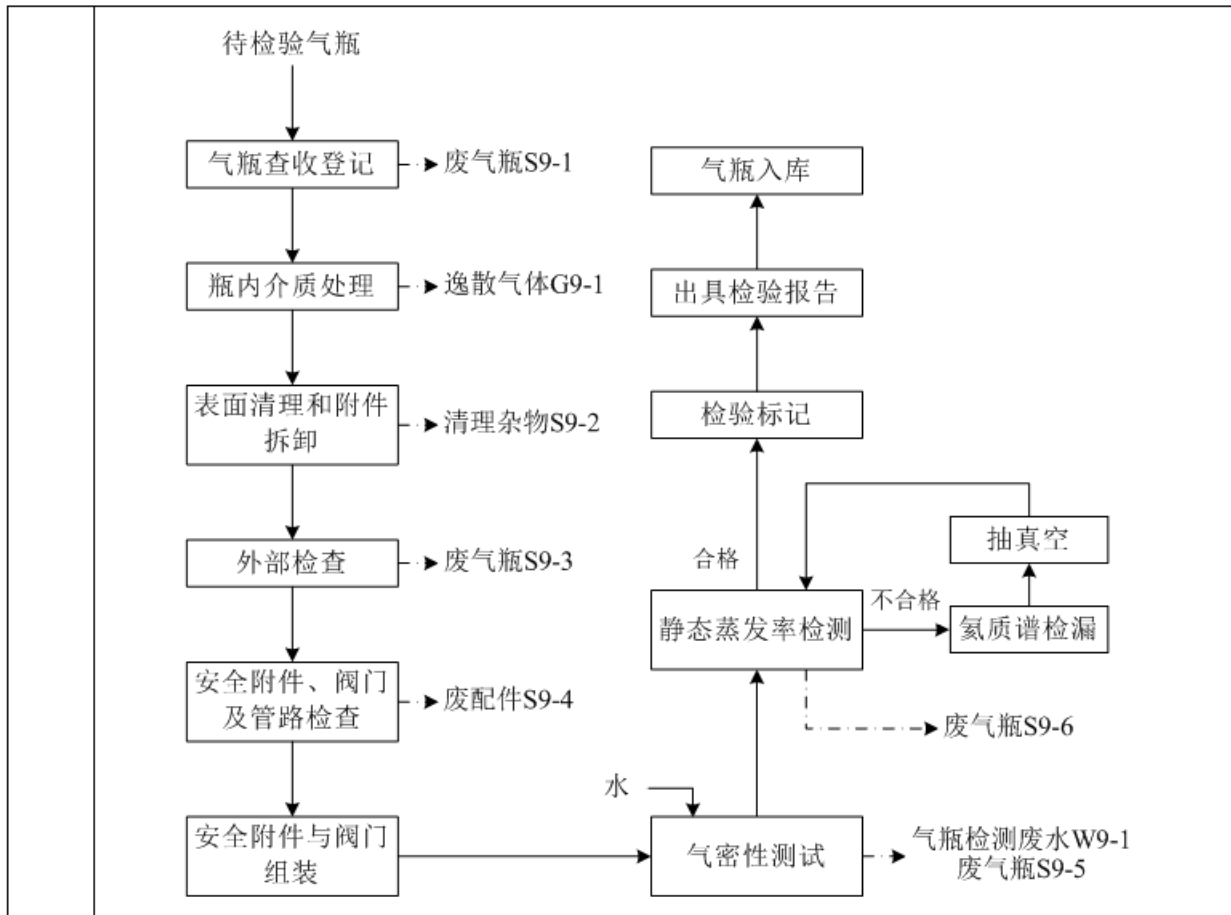 待检验气瓶
气瓶查收登记
废气瓶S9-1
瓶内介质处理
逸散气体G9-1
表面清理和附件
拆卸
清理杂物S9-2
外部检查
废气瓶S9-3
安全附件、阀门
及管路检查
废配件S9-4
安全附件与阀门
组装
水
气密性测试
气瓶检测废水W9-1
废气瓶S9-5
静态蒸发率检测
废气瓶S9-6
不合格
氦质谱检漏
抽真空
合格
检验标记
出具检验报告
气瓶入库